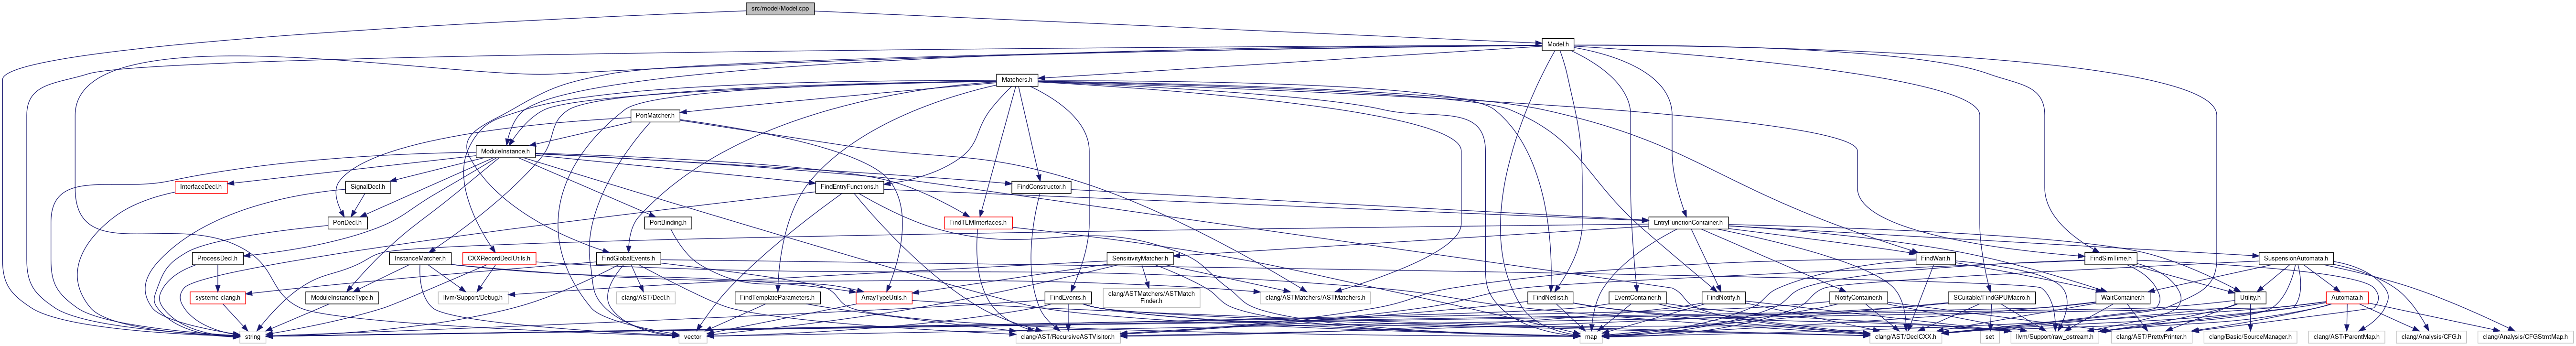 src/model/Model.cpp
Model.h
Matchers.h
PortMatcher.h
ModuleInstance.h
InterfaceDecl.h
SignalDecl.h
FindEntryFunctions.h
FindConstructor.h
PortDecl.h
PortBinding.h
FindTLMInterfaces.h
EntryFunctionContainer.h
ProcessDecl.h
InstanceMatcher.h
CXXRecordDeclUtils.h
FindGlobalEvents.h
SensitivityMatcher.h
FindWait.h
FindSimTime.h
SuspensionAutomata.h
systemc-clang.h
ModuleInstanceType.h
llvm/Support/Debug.h
clang/AST/Decl.h
FindTemplateParameters.h
ArrayTypeUtils.h
FindEvents.h
clang/ASTMatchers/ASTMatch
Finder.h
clang/ASTMatchers/ASTMatchers.h
FindNetlist.h
EventContainer.h
FindNotify.h
NotifyContainer.h
SCuitable/FindGPUMacro.h
WaitContainer.h
Utility.h
Automata.h
string
vector
clang/AST/RecursiveASTVisitor.h
map
clang/AST/DeclCXX.h
set
llvm/Support/raw_ostream.h
clang/AST/PrettyPrinter.h
clang/Basic/SourceManager.h
clang/AST/ParentMap.h
clang/Analysis/CFG.h
clang/Analysis/CFGStmtMap.h